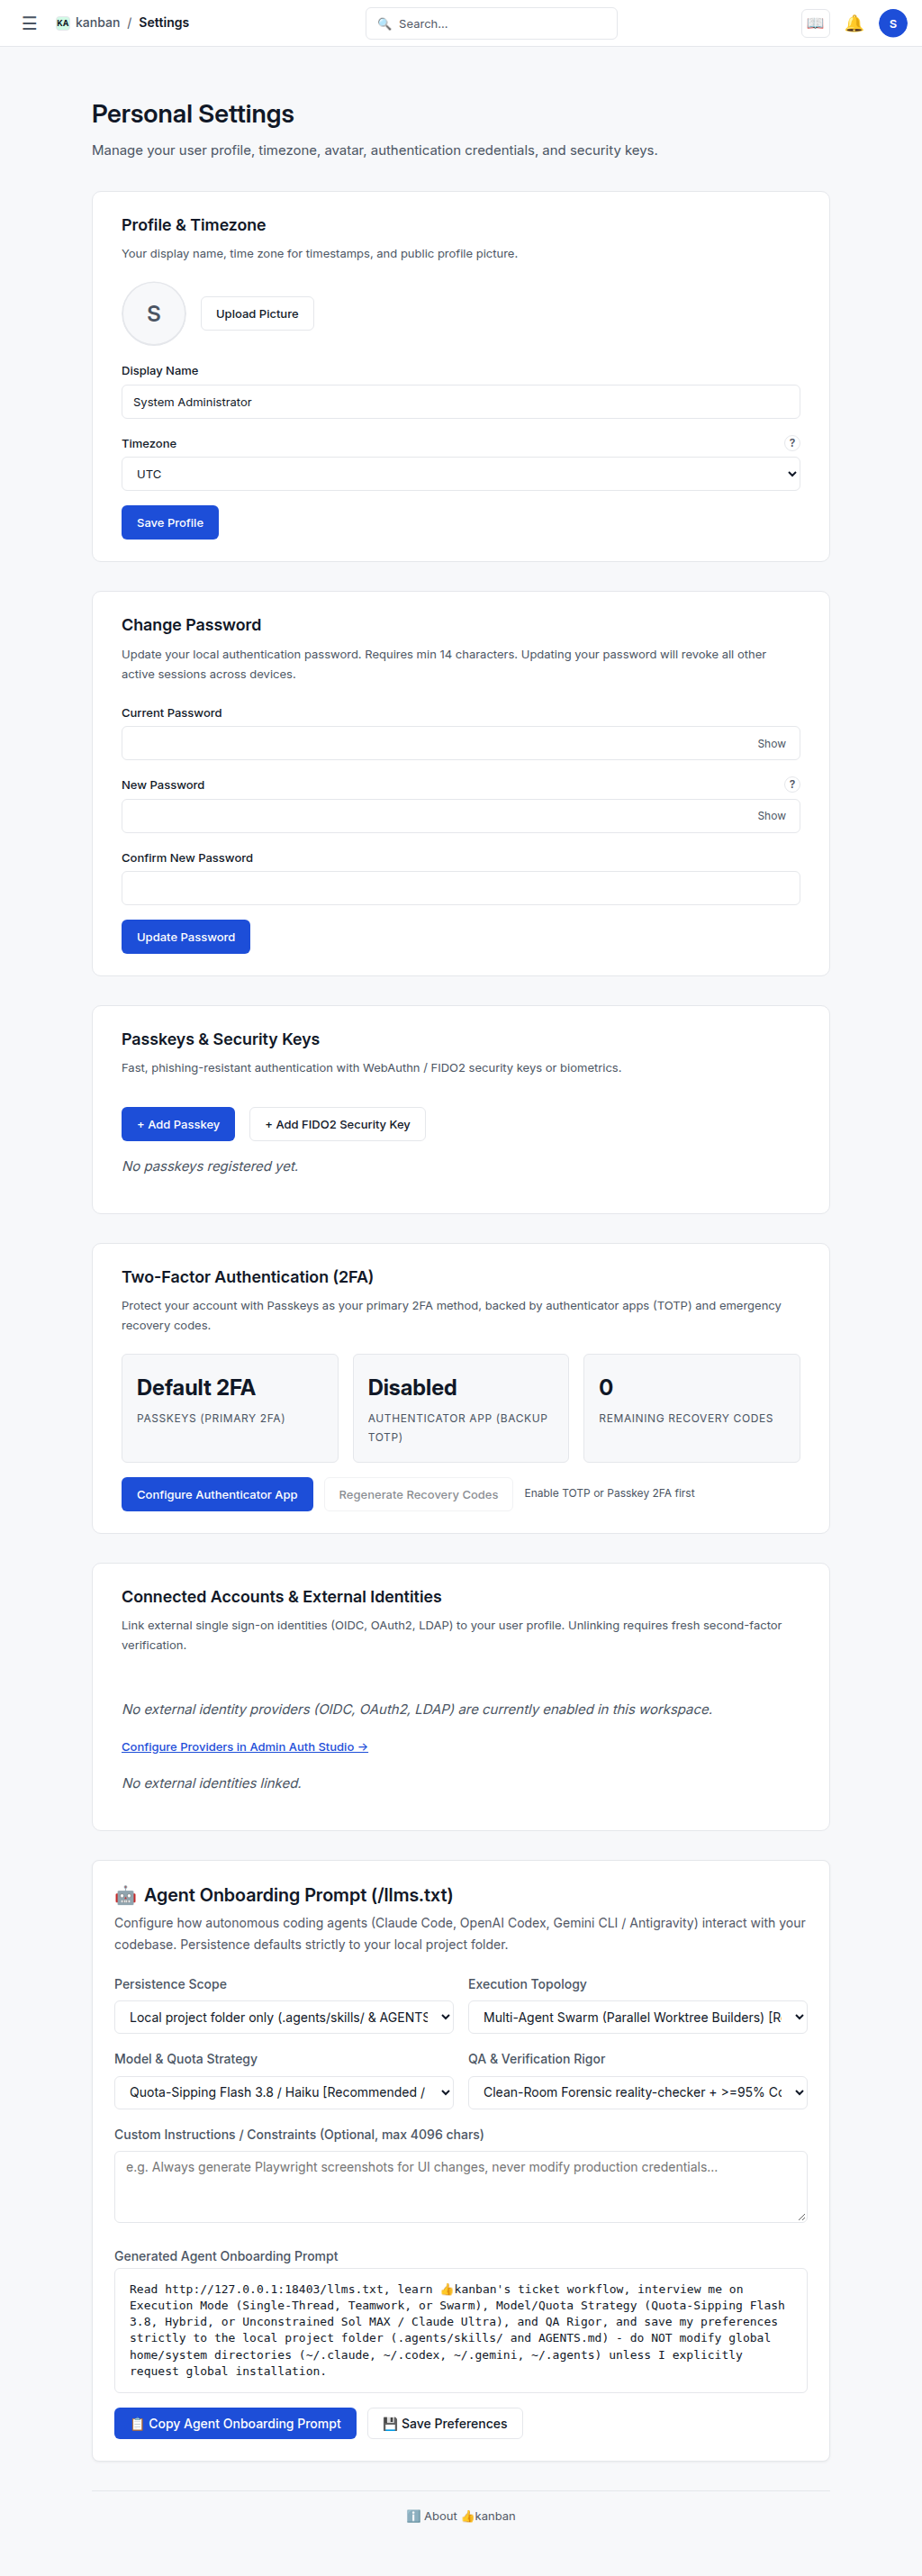 ☰ KA kanban / Settings 🔍 Search... 📖 🔔 S
Personal Settings
Manage your user profile, timezone, avatar, authentication credentials, and security keys.
Profile & Timezone
Your display name, time zone for timestamps, and public profile picture.
S Upload Picture
Display Name
System Administrator
Timezone ?
UTC
Save Profile
Change Password
Update your local authentication password. Requires min 14 characters. Updating your password will revoke all other
active sessions across devices.
Current Password
Show
New Password ?
Show
Confirm New Password
Update Password
Passkeys & Security Keys
Fast, phishing-resistant authentication with WebAuthn / FIDO2 security keys or biometrics.
+ Add Passkey + Add FIDO2 Security Key
No passkeys registered yet.
Two-Factor Authentication (2FA)
Protect your account with Passkeys as your primary 2FA method, backed by authenticator apps (TOTP) and emergency
recovery codes.
Default 2FA
PASSKEYS (PRIMARY 2FA)
Disabled
AUTHENTICATOR APP (BACKUP
TOTP)
0
REMAINING RECOVERY CODES
Configure Authenticator App Regenerate Recovery Codes Enable TOTP or Passkey 2FA first
Connected Accounts & External Identities
Link external single sign-on identities (OIDC, OAuth2, LDAP) to your user profile. Unlinking requires fresh second-factor
verification.
No external identity providers (OIDC, OAuth2, LDAP) are currently enabled in this workspace.
Configure Providers in Admin Auth Studio →
No external identities linked.
🤖 Agent Onboarding Prompt (/llms.txt)
Configure how autonomous coding agents (Claude Code, OpenAI Codex, Gemini CLI / Antigravity) interact with your
codebase. Persistence defaults strictly to your local project folder.
Persistence Scope Execution Topology
Local project folder only (.agents/skills/ & AGENTS Multi-Agent Swarm (Parallel Worktree Builders) [R
Model & Quota Strategy QA & Verification Rigor
Quota-Sipping Flash 3.8 / Haiku [Recommended / Clean-Room Forensic reality-checker + >=95% Co
Custom Instructions / Constraints (Optional, max 4096 chars)
e.g. Always generate Playwright screenshots for UI changes, never modify production credentials...
Generated Agent Onboarding Prompt
Read http://127.0.0.1:18403/llms.txt, learn 👍kanban's ticket workflow, interview me on
Execution Mode (Single-Thread, Teamwork, or Swarm), Model/Quota Strategy (Quota-Sipping Flash
3.8, Hybrid, or Unconstrained Sol MAX / Claude Ultra), and QA Rigor, and save my preferences
strictly to the local project folder (.agents/skills/ and AGENTS.md) - do NOT modify global
home/system directories (~/.claude, ~/.codex, ~/.gemini, ~/.agents) unless I explicitly
request global installation.
📋 Copy Agent Onboarding Prompt 💾 Save Preferences
ℹ️ About 👍kanban